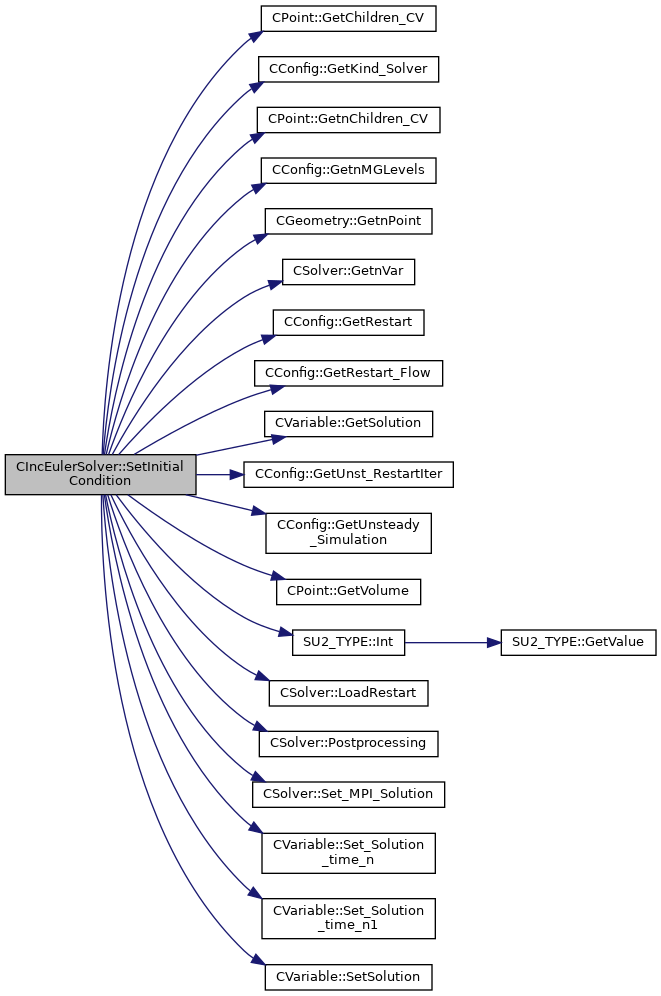 CPoint::GetChildren_CV
CConfig::GetKind_Solver
CPoint::GetnChildren_CV
CConfig::GetnMGLevels
CGeometry::GetnPoint
CSolver::GetnVar
CConfig::GetRestart
CConfig::GetRestart_Flow
CVariable::GetSolution
CIncEulerSolver::SetInitial
Condition
CConfig::GetUnst_RestartIter
CConfig::GetUnsteady
_Simulation
CPoint::GetVolume
SU2_TYPE::Int
SU2_TYPE::GetValue
CSolver::LoadRestart
CSolver::Postprocessing
CSolver::Set_MPI_Solution
CVariable::Set_Solution
_time_n
CVariable::Set_Solution
_time_n1
CVariable::SetSolution